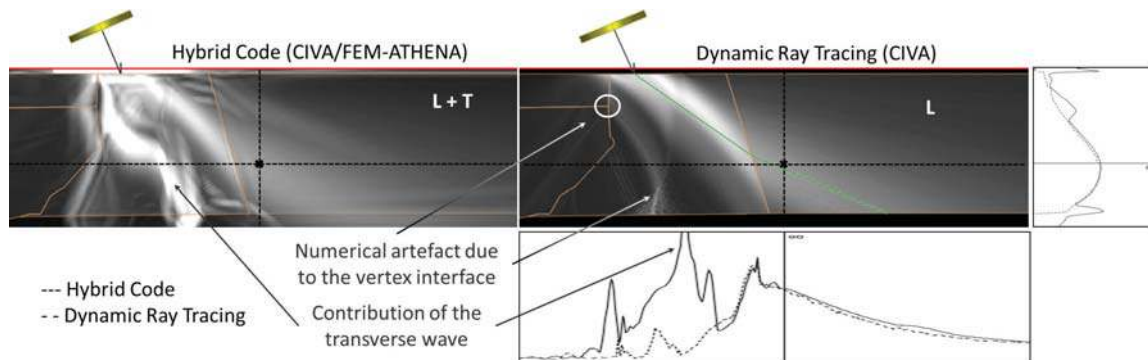 Hybrid Code (CIVA/FEM-ATHENA)
Dynamic Ray Tracing (CIVA)
L + T
L
Numerical artefact due
to the vertex interface
Contribution of the
transverse wave
--- Hybrid Code
- - Dynamic Ray Tracing